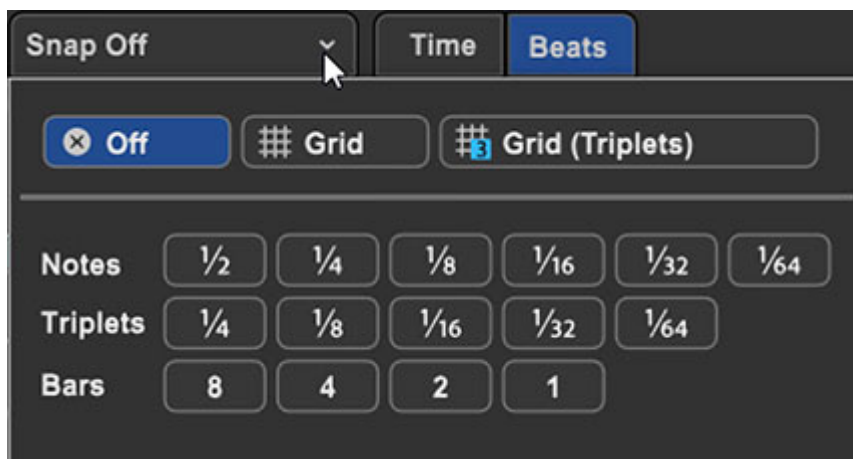 Snap Off Time Beats
Off Grid 3 Grid (Triplets)
Notes 1/2 1/4 1/8 1/16 1/32 1/64
Triplets 1/4 1/8 1/16 1/32 1/64
Bars 8 4 2 1